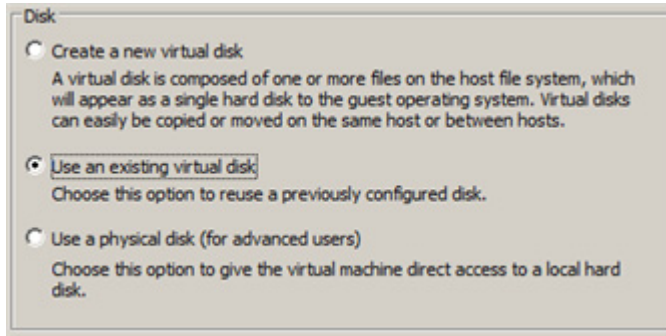 Disk
Create a new virtual disk
A virtual disk is composed of one or more files on the host file system, which
will appear as a single hard disk to the guest operating system. Virtual disks
can easily be copied or moved on the same host or between hosts.
Use an existing virtual disk
Choose this option to reuse a previously configured disk.
Use a physical disk (for advanced users)
Choose this option to give the virtual machine direct access to a local hard
disk.